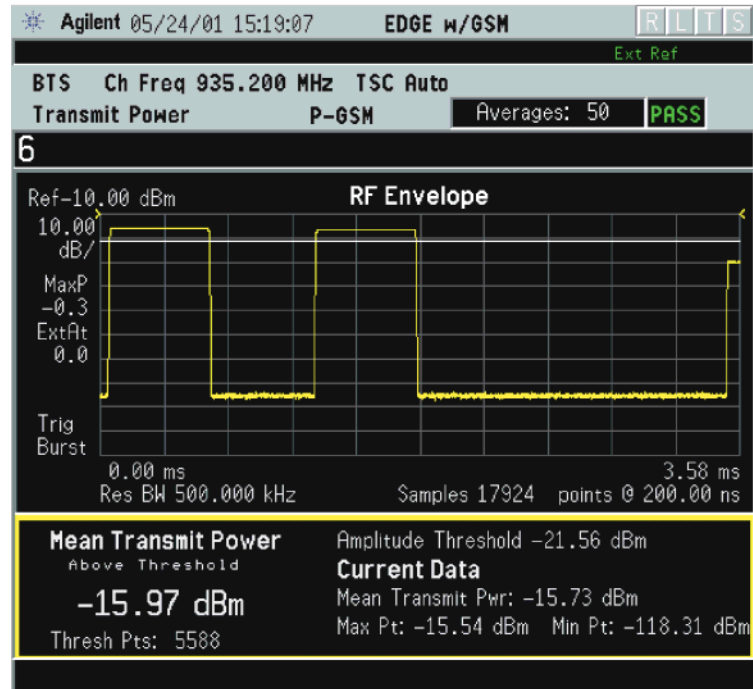 Agilent 05/24/01 15:19:07 EDGE w/GSM R L T S
Ext Ref
BTS Ch Freq 935.200 MHz TSC Auto
Transmit Power P-GSM Averages: 50 PASS
6
Ref-10.00 dBm RF Envelope
10.00
dB/
MaxP
-0.3
ExtAt
0.0
Trig
Burst
0.00 ms 3.58 ms
Res BW 500.000 kHz Samples 17924 points @ 200.00 ns
Mean Transmit Power Amplitude Threshold -21.56 dBm
Above Threshold Current Data
-15.97 dBm Mean Transmit Pwr: -15.73 dBm
Thresh Pts: 5588 Max Pt: -15.54 dBm Min Pt: -118.31 dBm